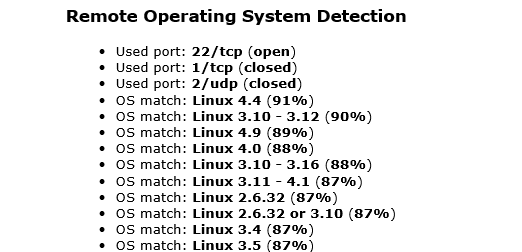 Remote Operating System Detection
• Used port: 22/tcp (open)
• Used port: 1/tcp (closed)
• Used port: 2/udp (closed)
• OS match: Linux 4.4 (91%)
• OS match: Linux 3.10 - 3.12 (90%)
• OS match: Linux 4.9 (89%)
• OS match: Linux 4.0 (88%)
• OS match: Linux 3.10 - 3.16 (88%)
• OS match: Linux 3.11 - 4.1 (87%)
• OS match: Linux 2.6.32 (87%)
• OS match: Linux 2.6.32 or 3.10 (87%)
• OS match: Linux 3.4 (87%)
• OS match: Linux 3.5 (87%)